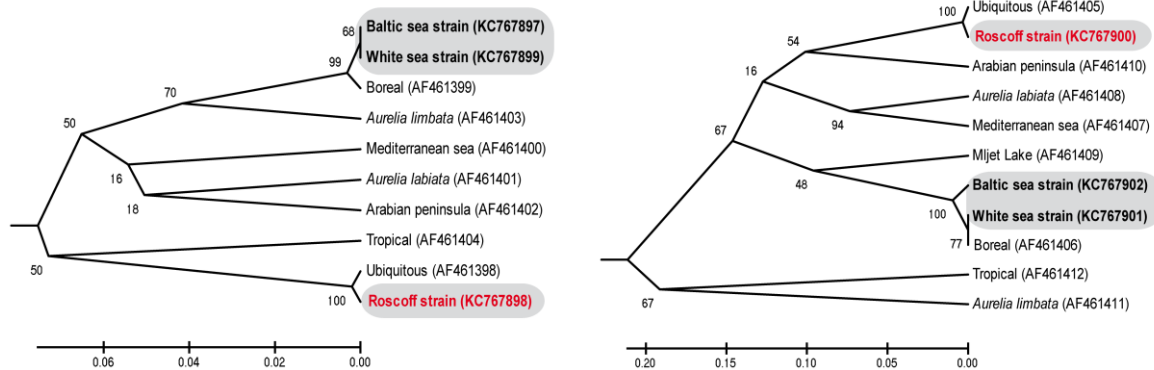 68
Baltic sea strain (KC767897)
White sea strain (KC767899)
99
Boreal (AF461399)
70
Aurelia limbata (AF461403)
50
Mediterranean sea (AF461400)
16
Aurelia labiata (AF461401)
18
Arabian peninsula (AF461402)
Tropical (AF461404)
50
Ubiquitous (AF461398)
100
Roscoff strain (KC767898)
0.06 0.04 0.02 0.00
Ubiquitous (AF461405)
100
Roscoff strain (KC767900)
54
Arabian peninsula (AF461410)
16
Aurelia labiata (AF461408)
94
Mediterranean sea (AF461407)
67
Mljet Lake (AF461409)
48
Baltic sea strain (KC767902)
100
White sea strain (KC767901)
77
Boreal (AF461406)
Tropical (AF461412)
67
Aurelia limbata (AF461411)
0.20 0.15 0.10 0.05 0.00